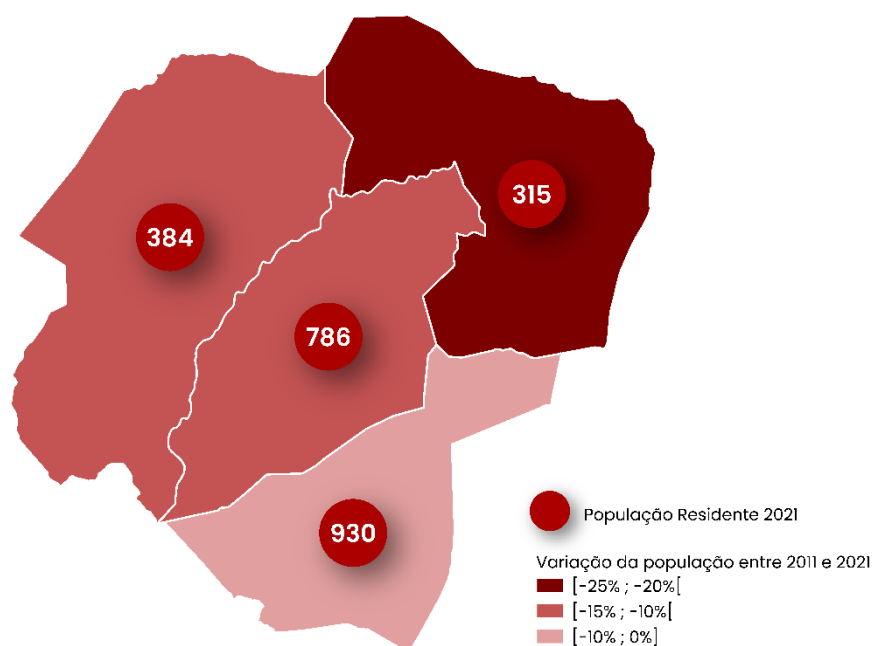 315
384
786
930
População Residente 2021
Variação da população entre 2011 e 2021
[-25% ; -20%[
[-15% ; -10%[
[-10% ; 0%]